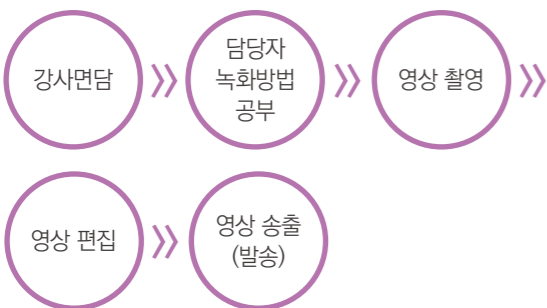 강사면담
담당자
녹화방법
공부
영상 촬영
영상 편집
영상 송출
(발송)